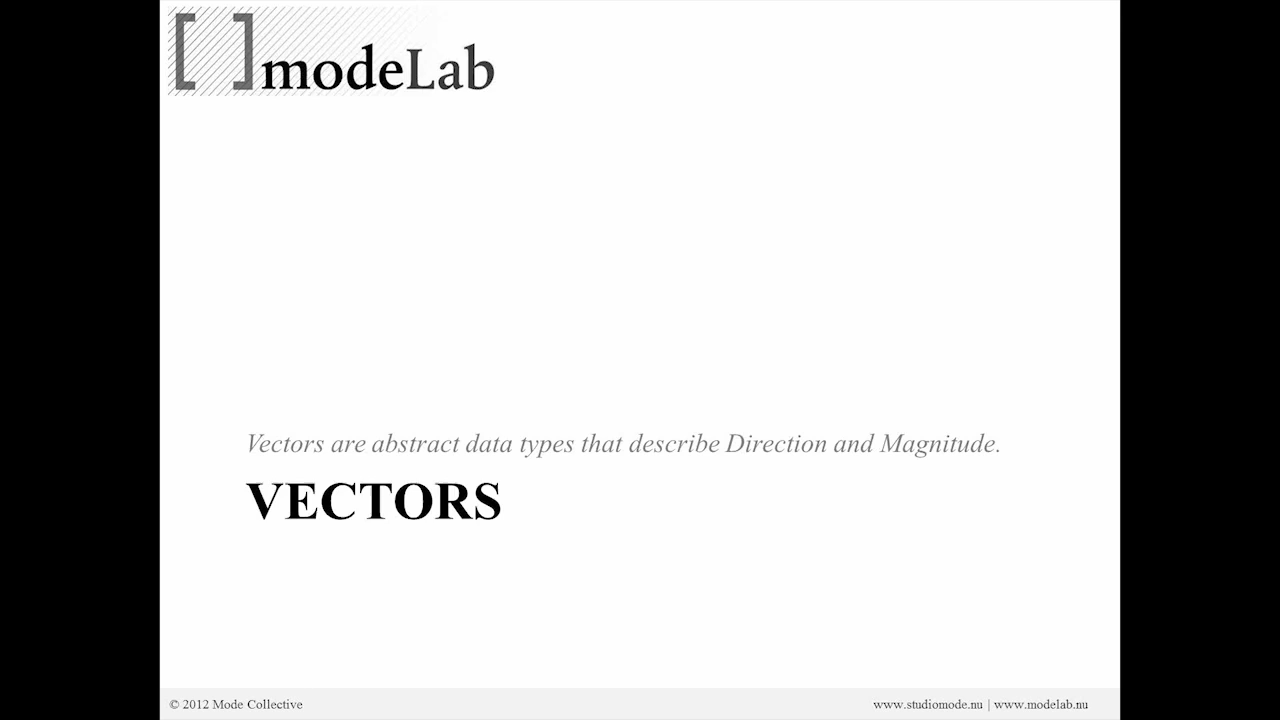 [ ]modeLab
Vectors are abstract data types that describe Direction and Magnitude.
VECTORS
© 2012 Mode Collective
www.studiomode.nu | www.modelab.nu